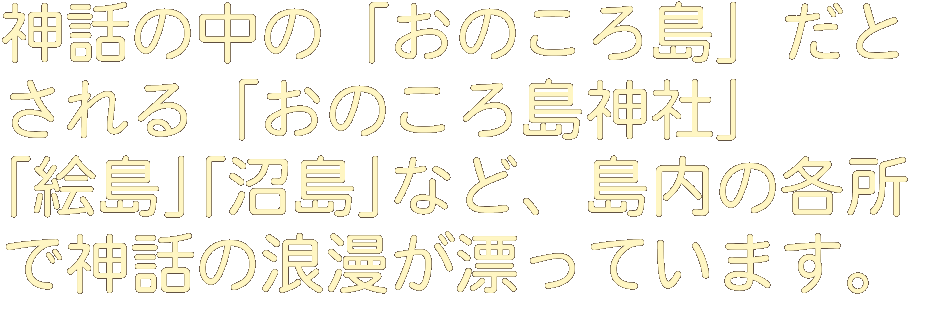 神話の中の「おのころ島」だと
される「おのころ島神社」
「絵島」「沼島」など、島内の各所
で神話の浪漫が漂っています。